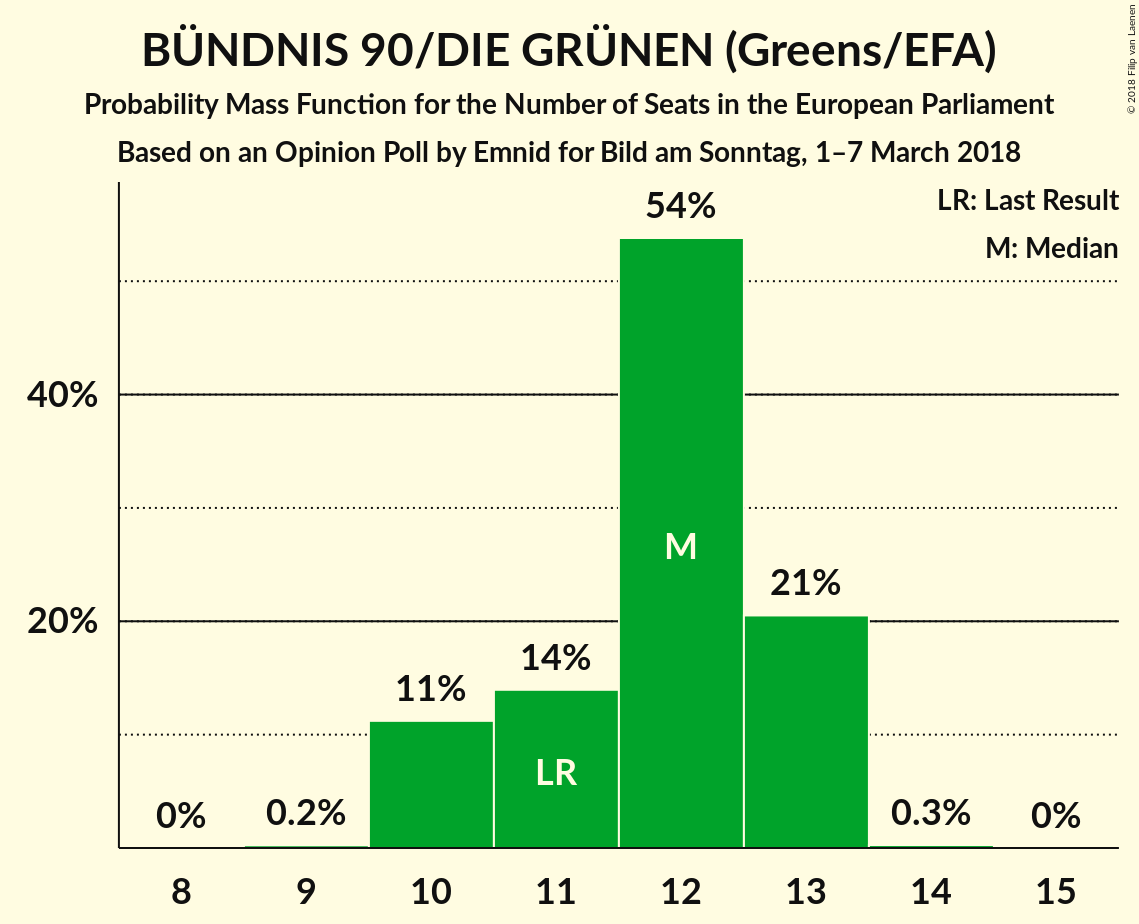 BÜNDNIS 90/DIE GRÜNEN (Greens/EFA)
Probability Mass Function for the Number of Seats in the European Parliament
Based on an Opinion Poll by Emnid for Bild am Sonntag, 1–7 March 2018
© 2018 Filip van Laenen
LR: Last Result
M: Median
54%
40%
M
21%
20%
14%
11%
LR
0%
0.2%
0.3%
0%
8 9 10 11 12 13 14 15